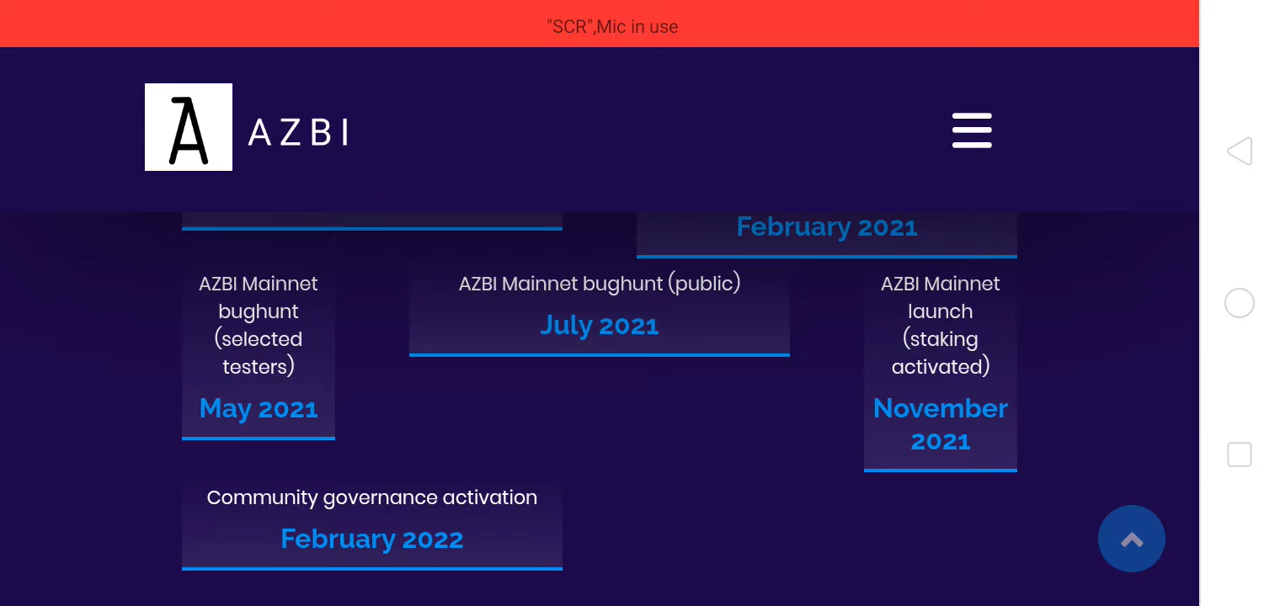 "SCR",Mic in use
AZBI
February 2021
AZBI Mainnet
bughunt
(selected
testers)
May 2021
AZBI Mainnet bughunt (public)
July 2021
AZBI Mainnet
launch
(staking
activated)
November
2021
Community governance activation
February 2022